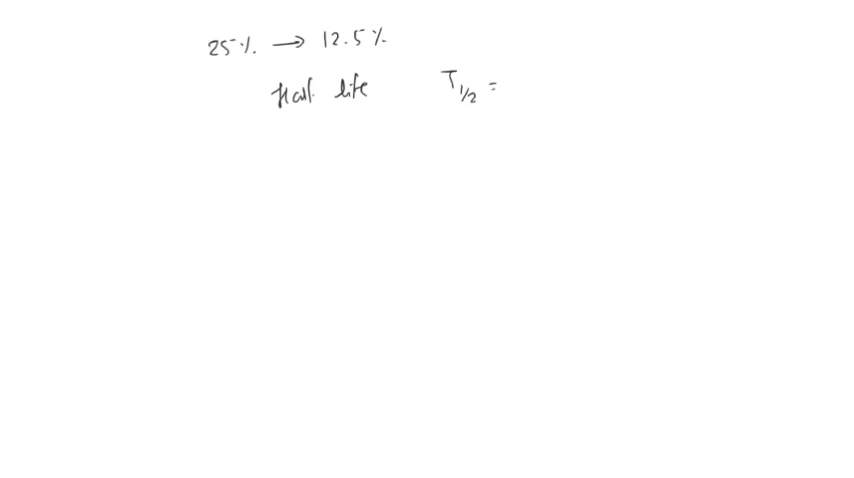 25% → 12.5%
Half life T1/2 =